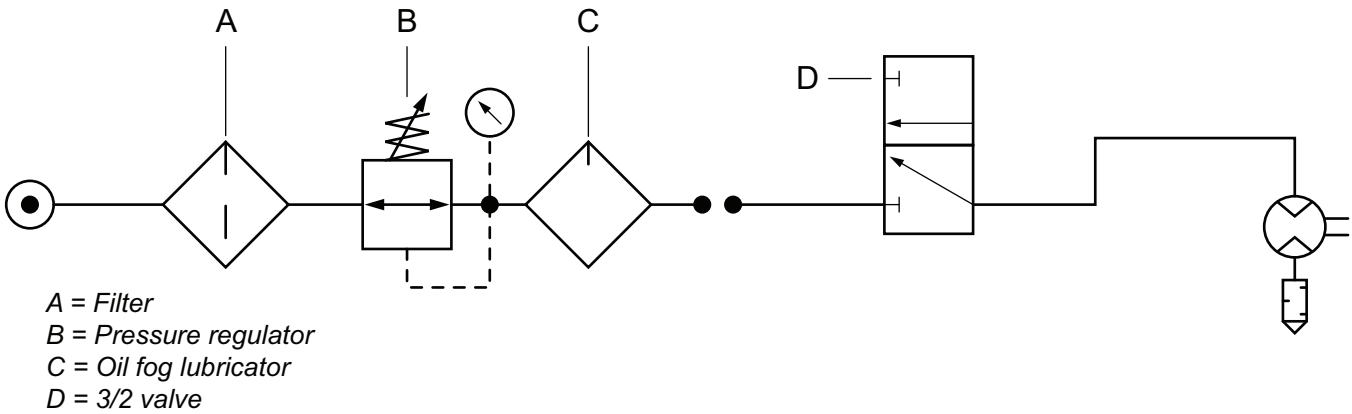 A
B
C
D
A = Filter
B = Pressure regulator
C = Oil fog lubricator
D = 3/2 valve